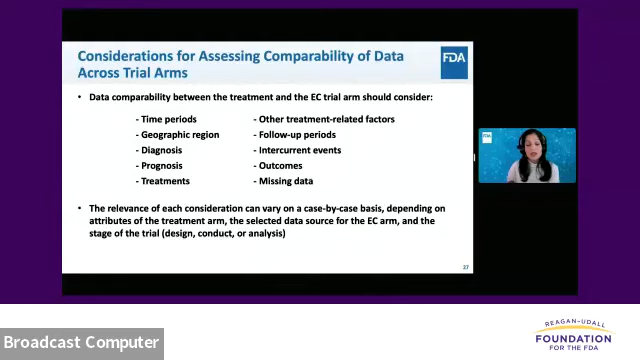 Considerations for Assessing Comparability of Data
Across Trial Arms
FDA
• Data comparability between the treatment and the EC trial arm should consider:
- Time periods
- Geographic region
- Diagnosis
- Prognosis
- Treatments
- Other treatment-related factors
- Follow-up periods
- Intercurrent events
- Outcomes
- Missing data
• The relevance of each consideration can vary on a case-by-case basis, depending on
attributes of the treatment arm, the selected data source for the EC arm, and the
stage of the trial (design, conduct, or analysis)
27
FDA
REAGAN-UDALL
FOUNDATION
FOR THE FDA
Broadcast Computer